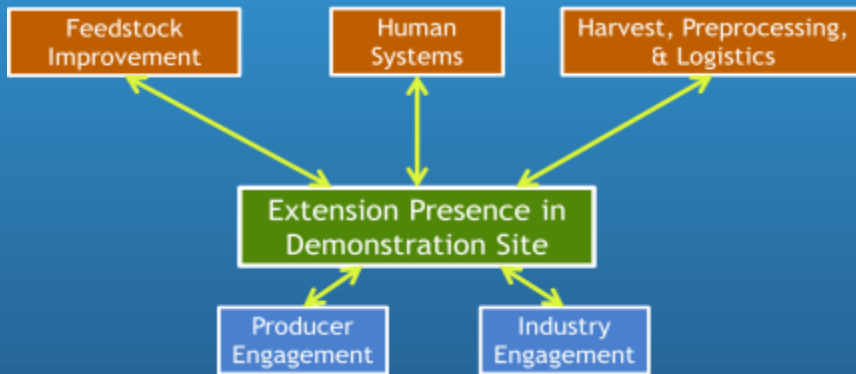 Feedstock
Improvement
Human
Systems
Harvest, Preprocessing,
& Logistics
Extension Presence in
Demonstration Site
Producer
Engagement
Industry
Engagement